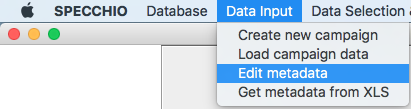 SPECCHIO Database Data Input Data Selection &
Create new campaign
Load campaign data
Edit metadata
Get metadata from XLS